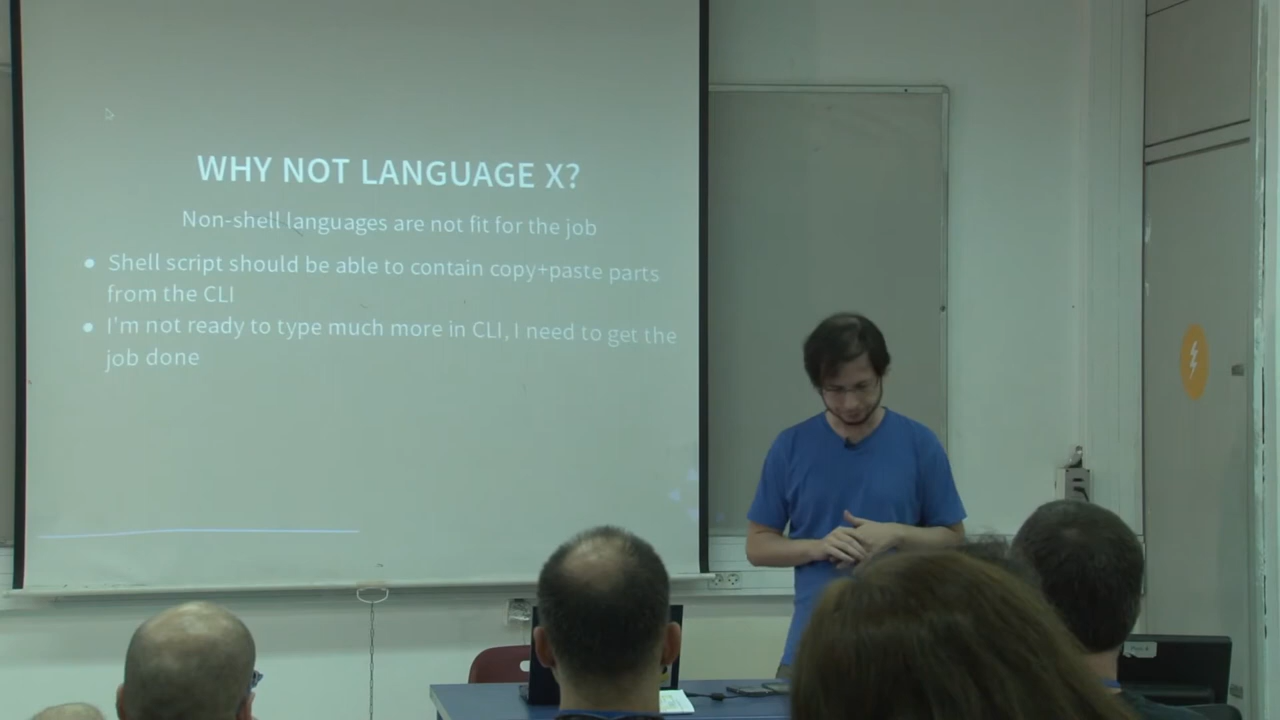 WHY NOT LANGUAGE X?
Non-shell languages are not fit for the job
Shell script should be able to contain copy+paste parts
from the CLI
I'm not ready to type much more in CLI, I need to get the
job done